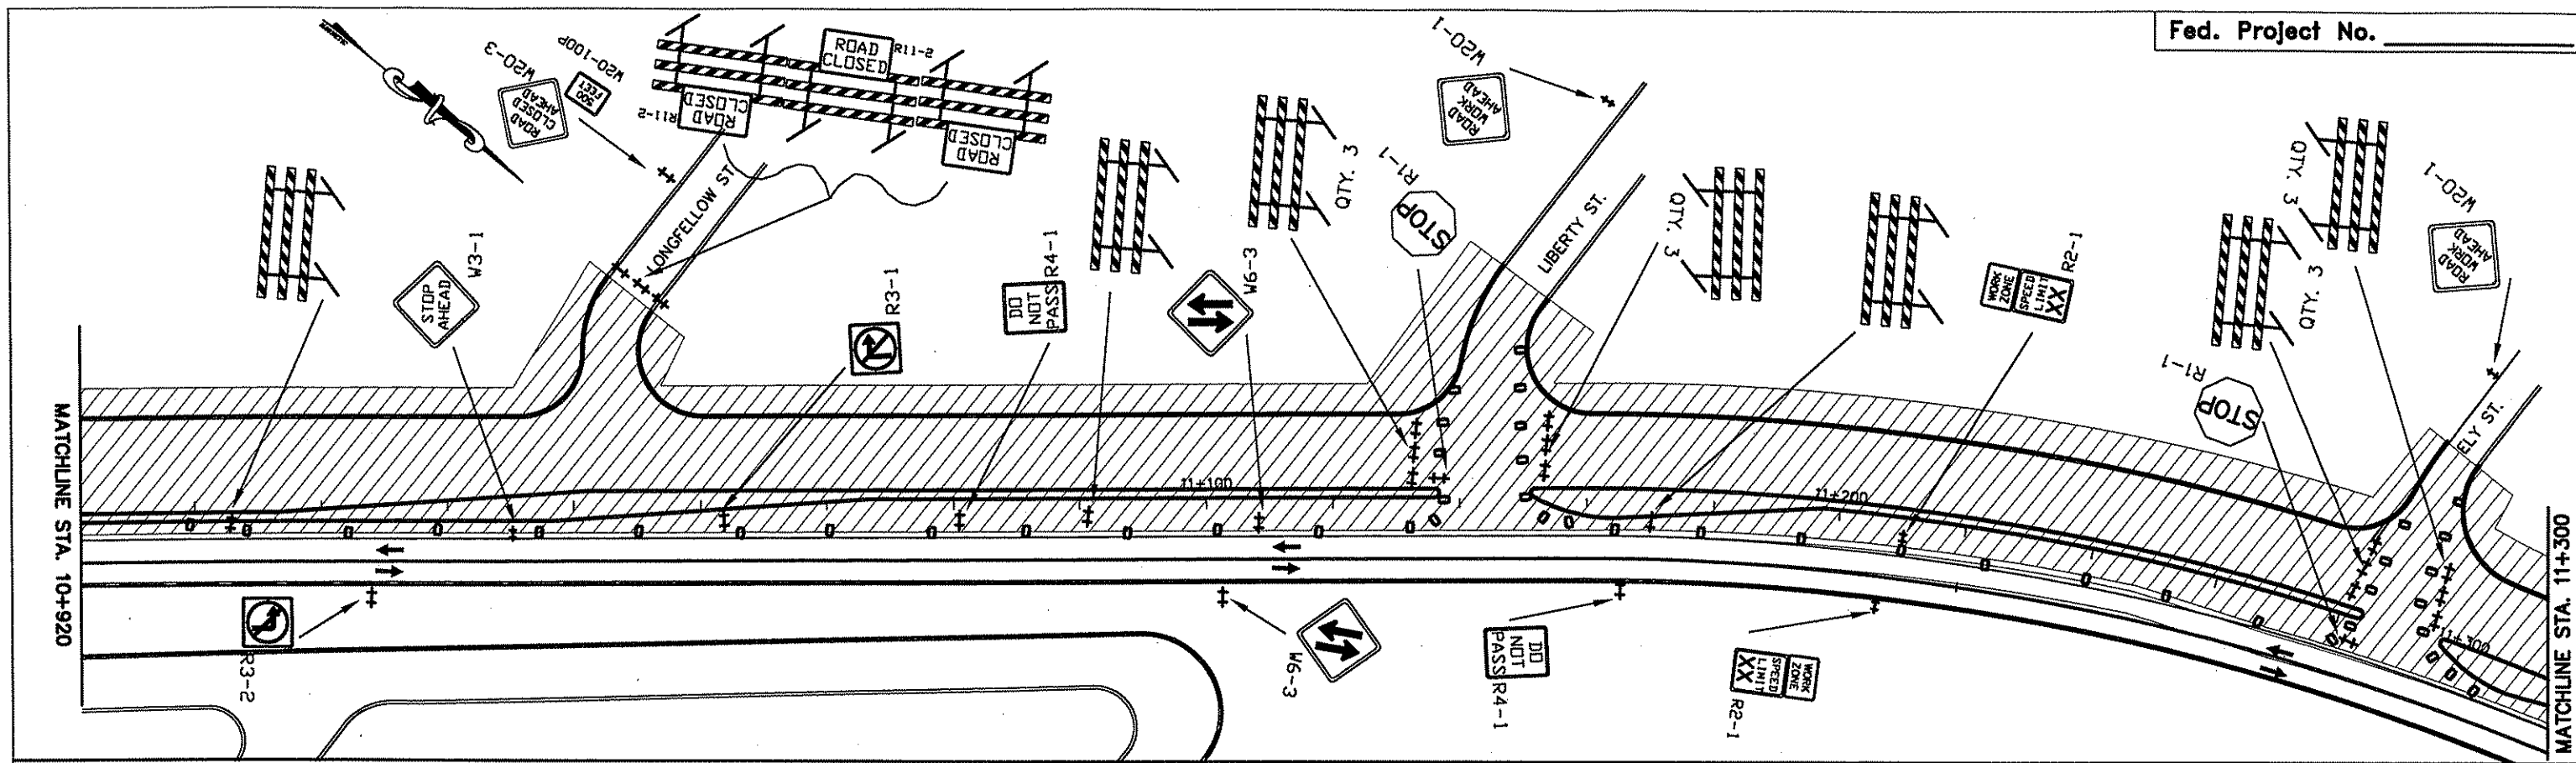 Fed. Project No.
W20-3
W20-100P
ROAD
CLOSED
AHEAD
500
FEET
ROAD
CLOSED
R11-2
ROAD
CLOSED
R11-2
ROAD
CLOSED
LONGFELLOW ST.
W3-1
STOP
AHEAD
R3-1
DO
NOT
PASS
R4-1
W6-3
QTY. 3
R1-1
STOP
W20-1
ROAD
WORK
AHEAD
LIBERTY ST.
QTY. 3
WORK
ZONE
SPEED
LIMIT
XX
R2-1
QTY. 3
QTY. 3
R1-1
STOP
W20-1
ROAD
WORK
AHEAD
ELY ST.
MATCHLINE STA. 10+920
11+100
11+200
11+300
MATCHLINE STA. 11+300
R3-2
W6-3
DO
NOT
PASS
R4-1
WORK
ZONE
SPEED
LIMIT
XX
R2-1